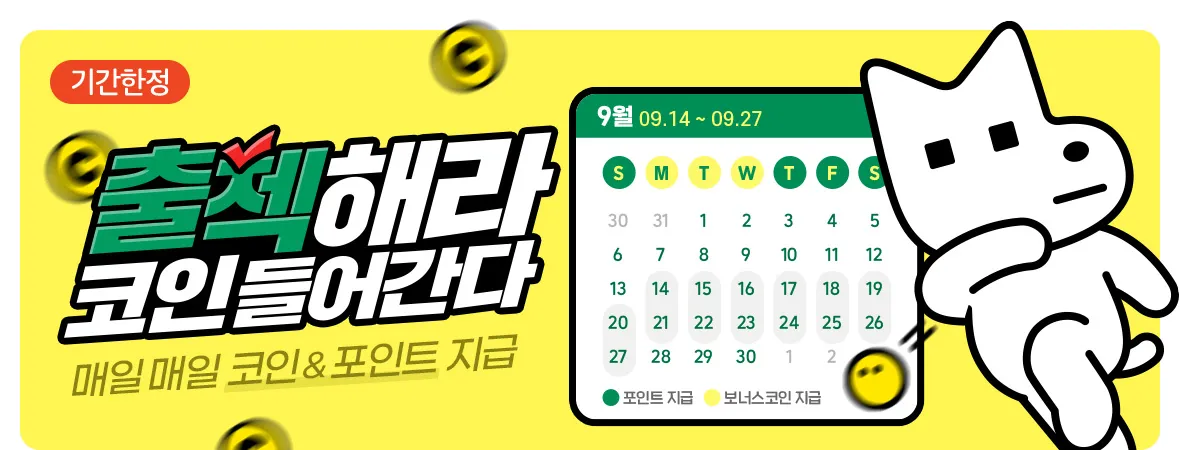 기간한정
출첵해라
코인 들어간다
매일 매일 코인 & 포인트 지급
9월 09.14 ~ 09.27
S M T W T F S
30 31 1 2 3 4 5
6 7 8 9 10 11 12
13 14 15 16 17 18 19
20 21 22 23 24 25 26
27 28 29 30 1 2
포인트 지급 보너스코인 지급